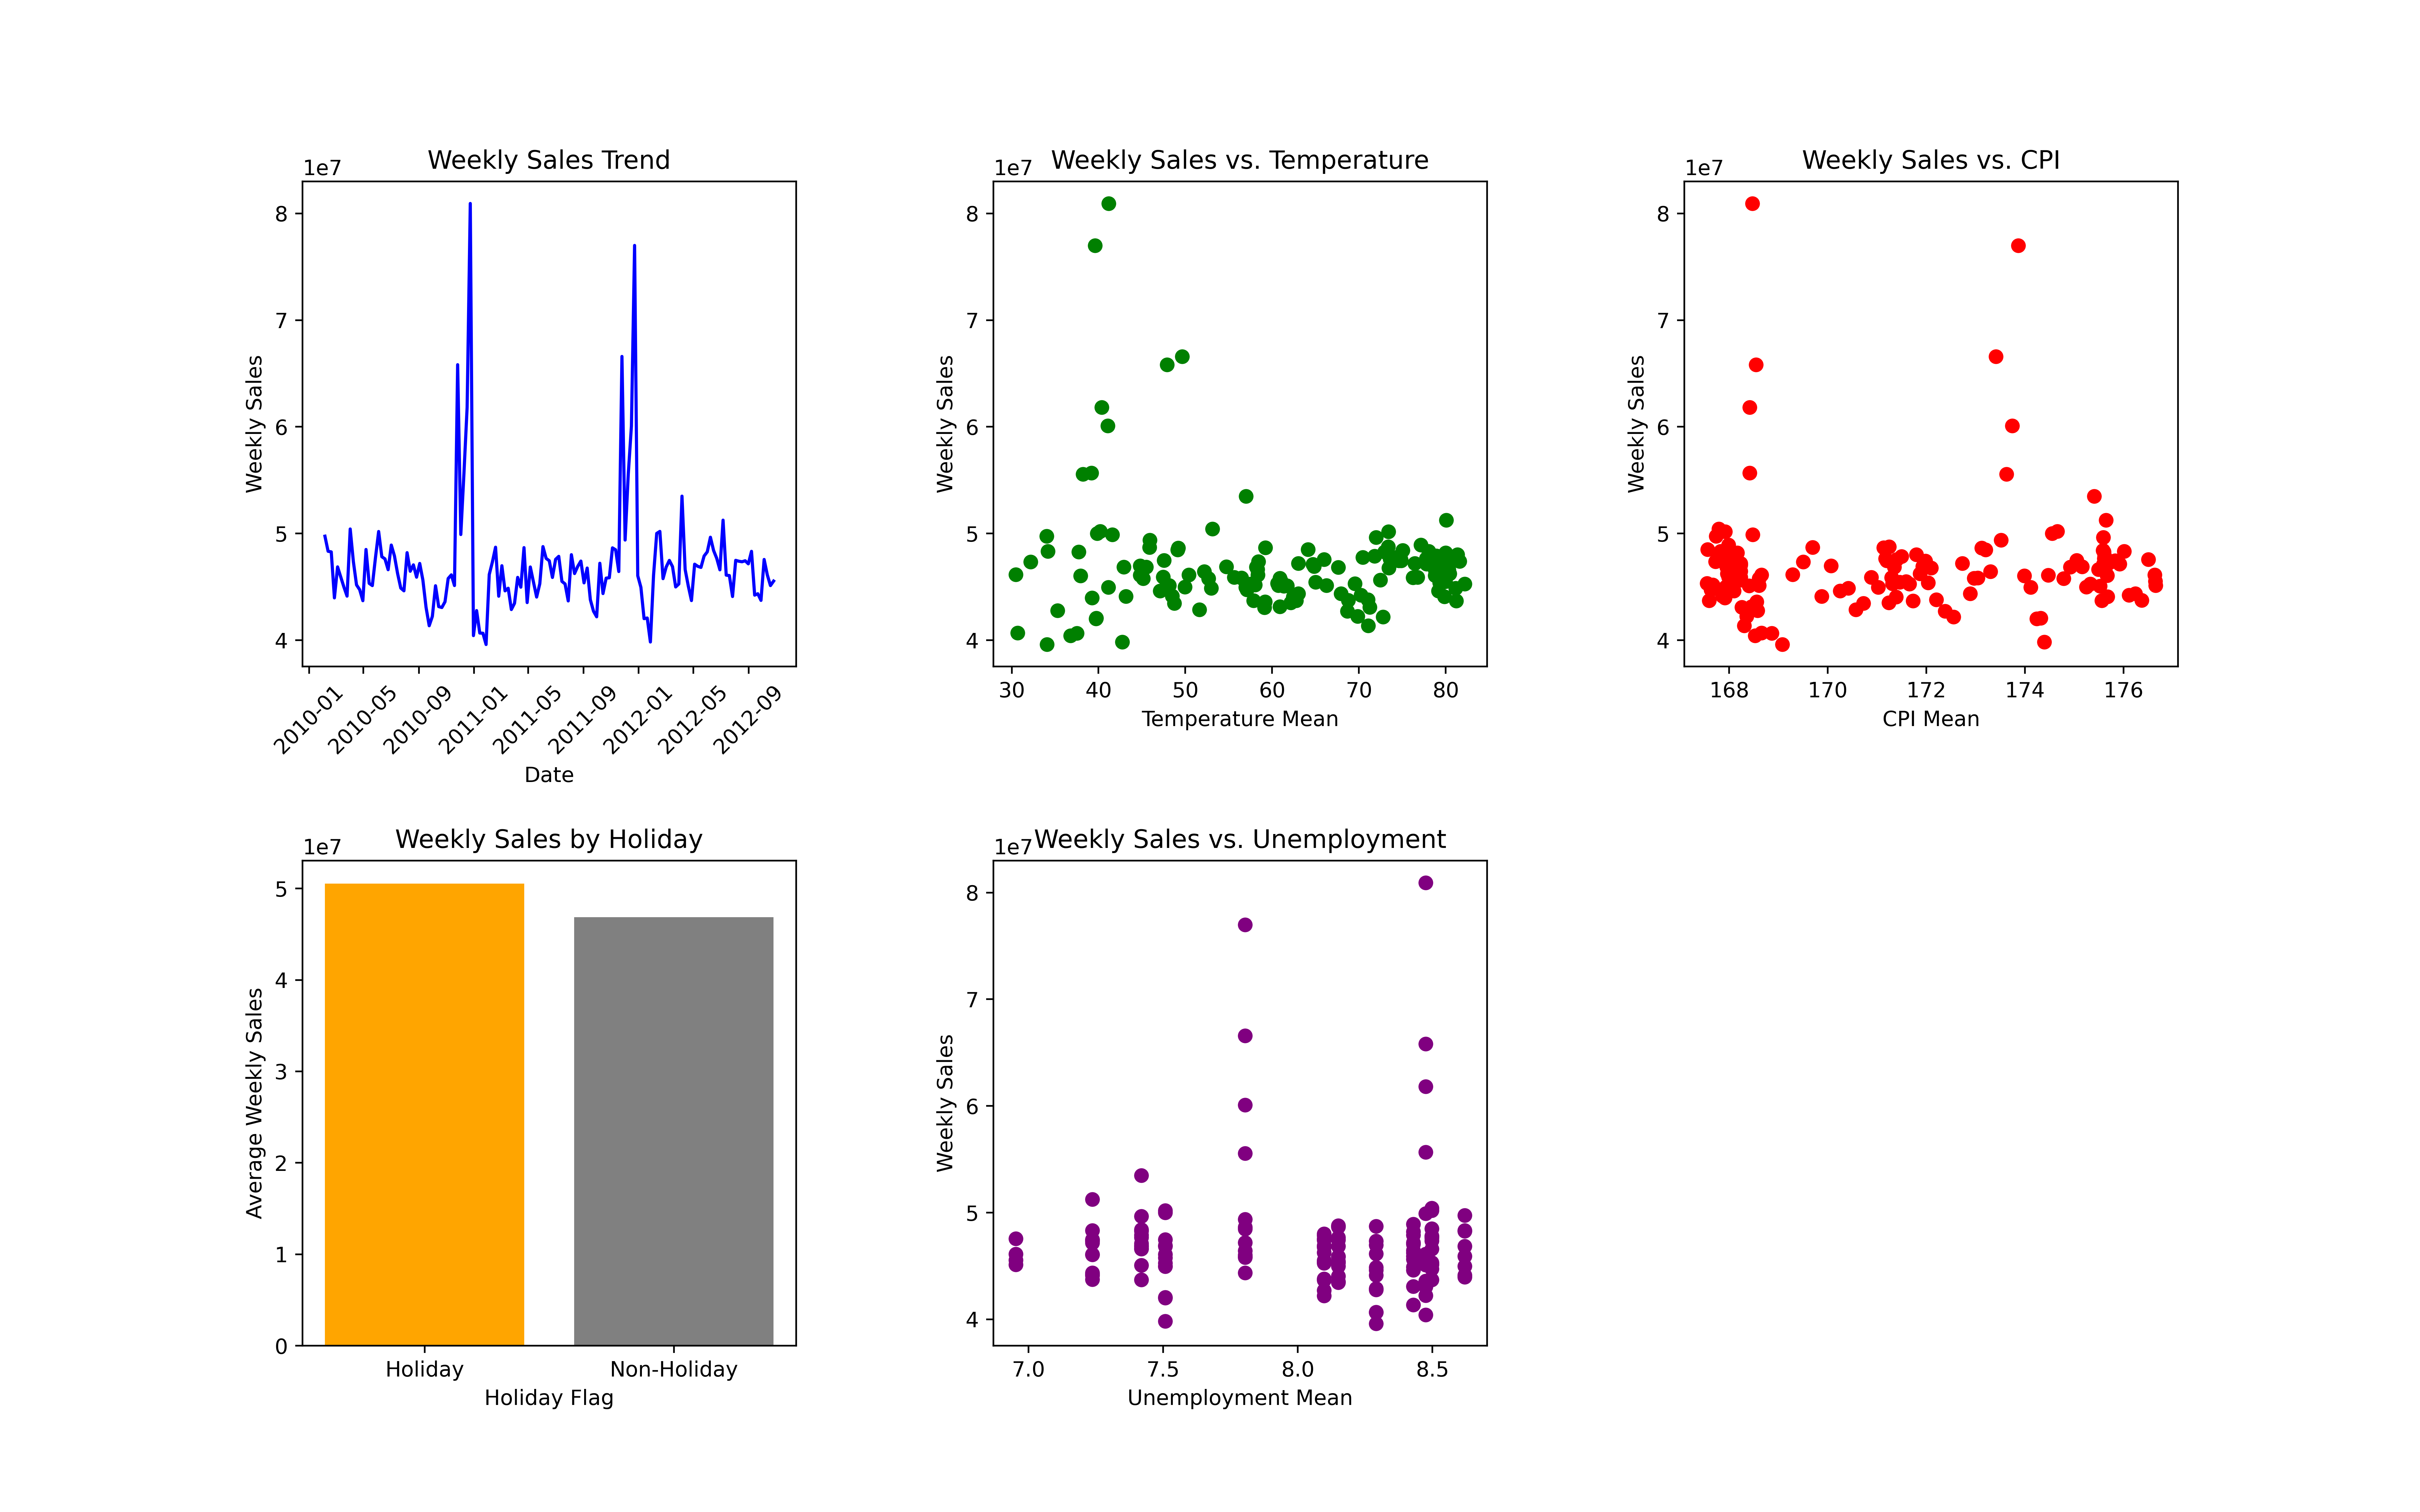 Weekly Sales Trend
1e7
8
7
6
5
4
Weekly Sales
2010-01 2010-05 2010-09 2011-01 2011-05 2011-09 2012-01 2012-05 2012-09
Date
Weekly Sales vs. Temperature
1e7
8
7
6
5
4
Weekly Sales
30 40 50 60 70 80
Temperature Mean
Weekly Sales vs. CPI
1e7
8
7
6
5
4
Weekly Sales
168 170 172 174 176
CPI Mean
Weekly Sales by Holiday
1e7
5
4
3
2
1
0
Average Weekly Sales
Holiday Non-Holiday
Holiday Flag
Weekly Sales vs. Unemployment
1e7
8
7
6
5
4
Weekly Sales
7.0 7.5 8.0 8.5
Unemployment Mean